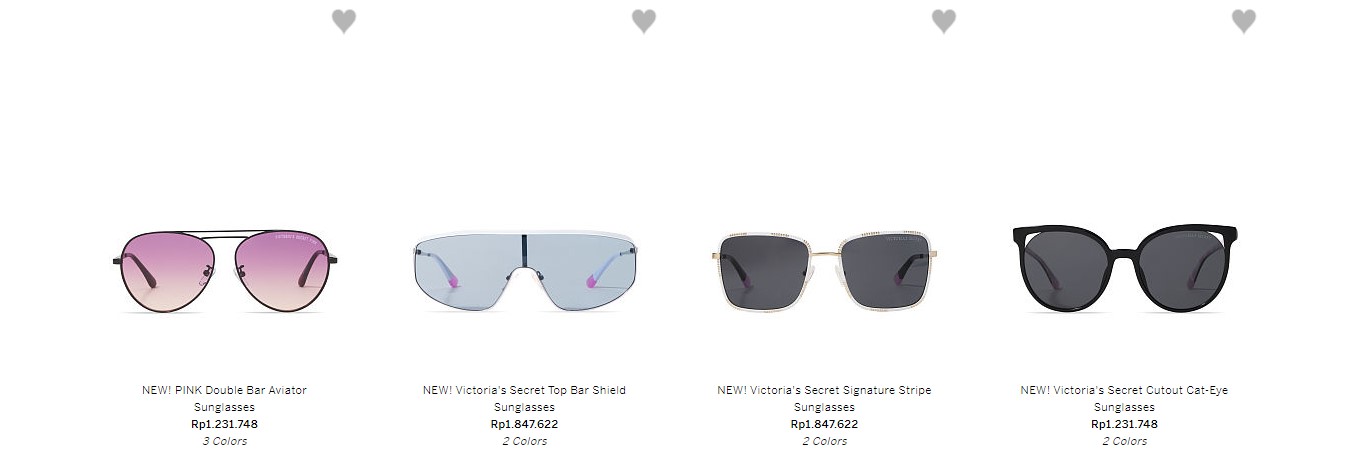 NEW! PINK Double Bar Aviator
Sunglasses
Rp1.231.748
3 Colors
NEW! Victoria's Secret Top Bar Shield
Sunglasses
Rp1.847.622
2 Colors
NEW! Victoria's Secret Signature Stripe
Sunglasses
Rp1.847.622
2 Colors
NEW! Victoria's Secret Cutout Cat-Eye
Sunglasses
Rp1.231.748
2 Colors